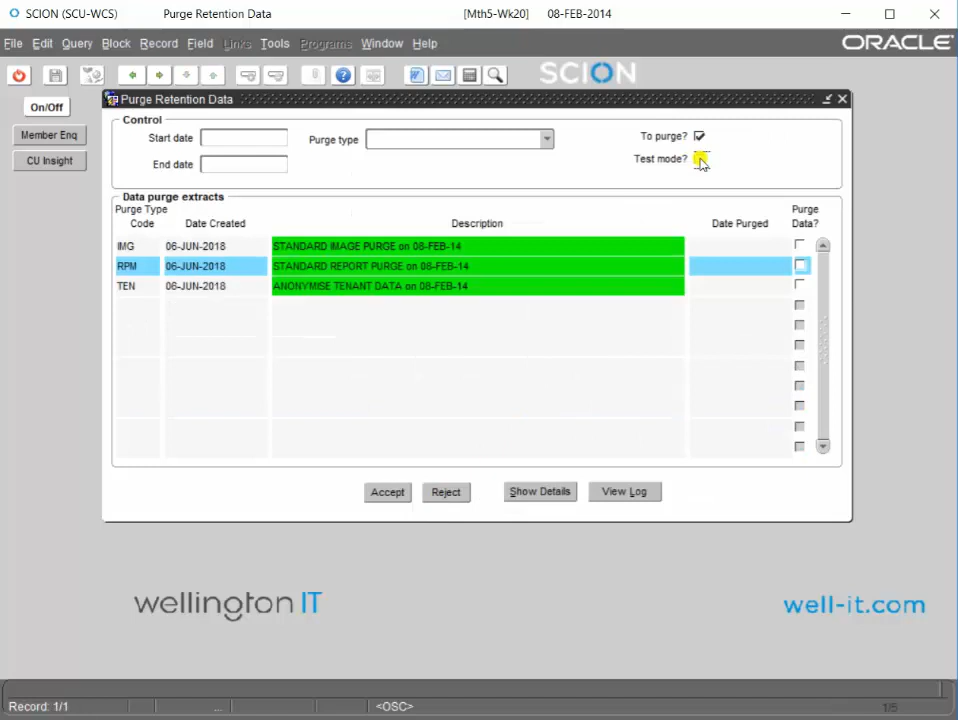 SCION (SCU-WCS) Purge Retention Data [Mth5-Wk20] 08-FEB-2014
File Edit Query Block Record Field Links Tools Programs Window Help ORACLE
SCION
On/Off
Member Enq
CU Insight
Purge Retention Data
Control
Start date Purge type To purge?
End date Test mode?
Data purge extracts
Purge Type Code Date Created Description Date Purged Purge Data?
IMG 06-JUN-2018 STANDARD IMAGE PURGE on 08-FEB-14
RPM 06-JUN-2018 STANDARD REPORT PURGE on 08-FEB-14
TEN 06-JUN-2018 ANONYMISE TENANT DATA on 08-FEB-14
Accept Reject Show Details View Log
wellington IT well-it.com
Record: 1/1 ... <OSC> 1/5